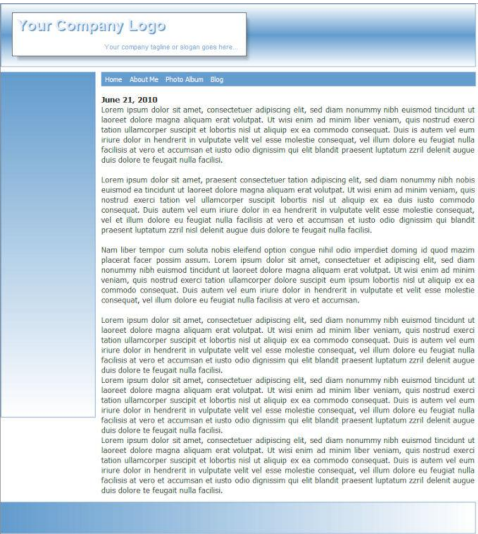 Your Company Logo
Your company tagline or slogan goes here...
Home About Me Photo Album Blog
June 21, 2010
Lorem ipsum dolor sit amet, consectetuer adipiscing elit, sed diam nonummy nibh euismod tincidunt ut
laoreet dolore magna aliquam erat volutpat. Ut wisi enim ad minim liber veniam, quis nostrud exerci
tation ullamcorper suscipit et lobortis nisl ut aliquip ex ea commodo consequat. Duis is autem vel eum
iriure dolor in hendrerit in vulputate velit vel esse molestie consequat, vel illum dolore eu feugiat nulla
facilisis at vero et accumsan et iusto odio dignissim qui elit blandit praesent luptatum zzril delenit augue
duis dolore te feugait nulla facilisi.
Lorem ipsum dolor sit amet, praesent consectetuer tation adipiscing elit, sed diam nonummy nibh nobis
euismod ea tincidunt ut laoreet dolore magna aliquam erat volutpat. Ut wisi enim ad minim veniam, quis
nostrud exerci tation vel ullamcorper suscipit lobortis nisl ut aliquip ex ea duis iusto commodo
consequat. Duis autem vel eum iriure dolor in ea hendrerit in vulputate velit esse molestie consequat,
vel et illum dolore eu feugiat nulla facilisis at vero et accumsan et iusto odio dignissim qui blandit
praesent luptatum zzril nisl delenit augue duis dolore te feugait nulla facilisi.
Nam liber tempor cum soluta nobis eleifend option congue nihil odio imperdiet doming id quod mazim
placerat facer possim assum. Lorem ipsum dolor sit amet, consectetuer et adipiscing elit, sed diam
nonummy nibh euismod tincidunt ut laoreet dolore magna aliquam erat volutpat. Ut wisi enim ad minim
veniam, quis nostrud exerci tation ullamcorper dolore suscipit eum ipsum lobortis nisl ut aliquip ex ea
commodo consequat. Duis autem vel eum iriure dolor in hendrerit in vulputate et velit esse molestie
consequat, vel illum dolore eu feugiat nulla facilisis at vero et accumsan.
Lorem ipsum dolor sit amet, consectetuer adipiscing elit, sed diam nonummy nibh euismod tincidunt ut
laoreet dolore magna aliquam erat volutpat. Ut wisi enim ad minim liber veniam, quis nostrud exerci
tation ullamcorper suscipit et lobortis nisl ut aliquip ex ea commodo consequat. Duis is autem vel eum
iriure dolor in hendrerit in vulputate velit vel esse molestie consequat, vel illum dolore eu feugiat nulla
facilisis at vero et accumsan et iusto odio dignissim qui elit blandit praesent luptatum zzril delenit augue
duis dolore te feugait nulla facilisi.
Lorem ipsum dolor sit amet, consectetuer adipiscing elit, sed diam nonummy nibh euismod tincidunt ut
laoreet dolore magna aliquam erat volutpat. Ut wisi enim ad minim liber veniam, quis nostrud exerci
tation ullamcorper suscipit et lobortis nisl ut aliquip ex ea commodo consequat. Duis is autem vel eum
iriure dolor in hendrerit in vulputate velit vel esse molestie consequat, vel illum dolore eu feugiat nulla
facilisis at vero et accumsan et iusto odio dignissim qui elit blandit praesent luptatum zzril delenit augue
duis dolore te feugait nulla facilisi.
Lorem ipsum dolor sit amet, consectetuer adipiscing elit, sed diam nonummy nibh euismod tincidunt ut
laoreet dolore magna aliquam erat volutpat. Ut wisi enim ad minim liber veniam, quis nostrud exerci
tation ullamcorper suscipit et lobortis nisl ut aliquip ex ea commodo consequat. Duis is autem vel eum
iriure dolor in hendrerit in vulputate velit vel esse molestie consequat, vel illum dolore eu feugiat nulla
facilisis at vero et accumsan et iusto odio dignissim qui elit blandit praesent luptatum zzril delenit augue
duis dolore te feugait nulla facilisi.